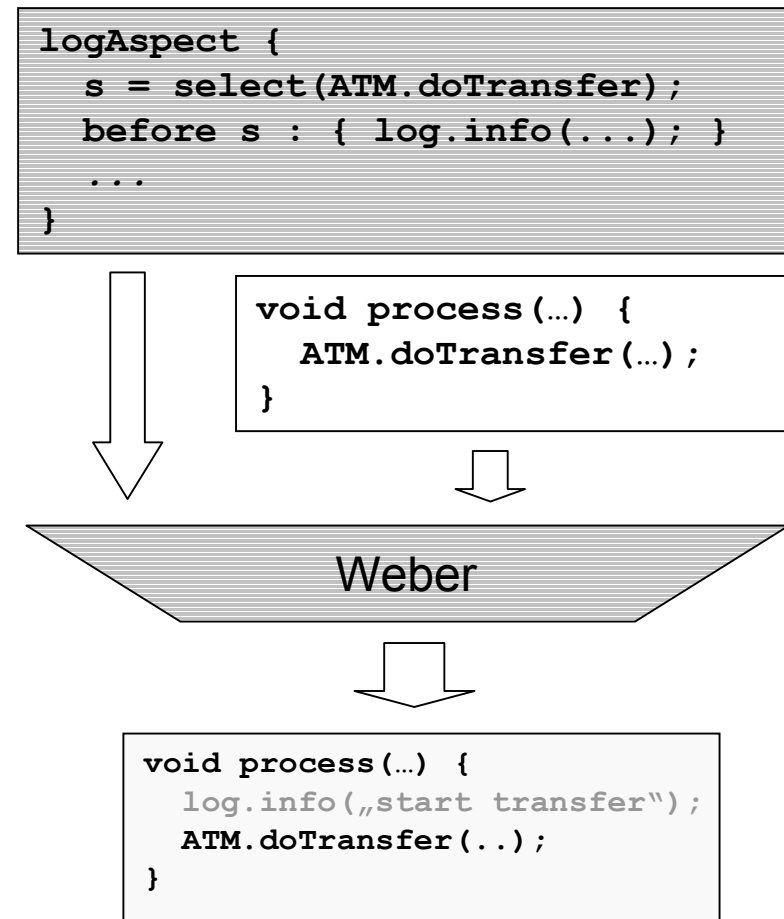 logAspect {
s = select(ATM.doTransfer);
before s : { log.info(...); }
...
}
void process(…) {
ATM.doTransfer(…);
}
Weber
void process(…) {
log.info(„start transfer“);
ATM.doTransfer(..);
}